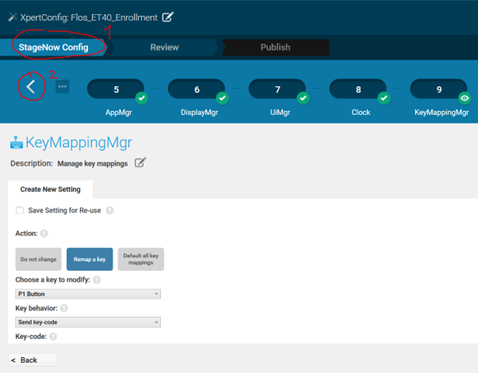 XpertConfig: Flos_ET40_Enrollment
1
StageNow Config Review Publish
2.
... 5 6 7 8 9
AppMgr DisplayMgr UiMgr Clock KeyMappingMgr
KeyMappingMgr
Description: Manage key mappings
Create New Setting
Save Setting for Re-use ?
Action: ?
Do not change Remap a key Default all key
mappings
Choose a key to modify: ?
P1 Button
Key behavior: ?
Send key-code
Key-code: ?
< Back